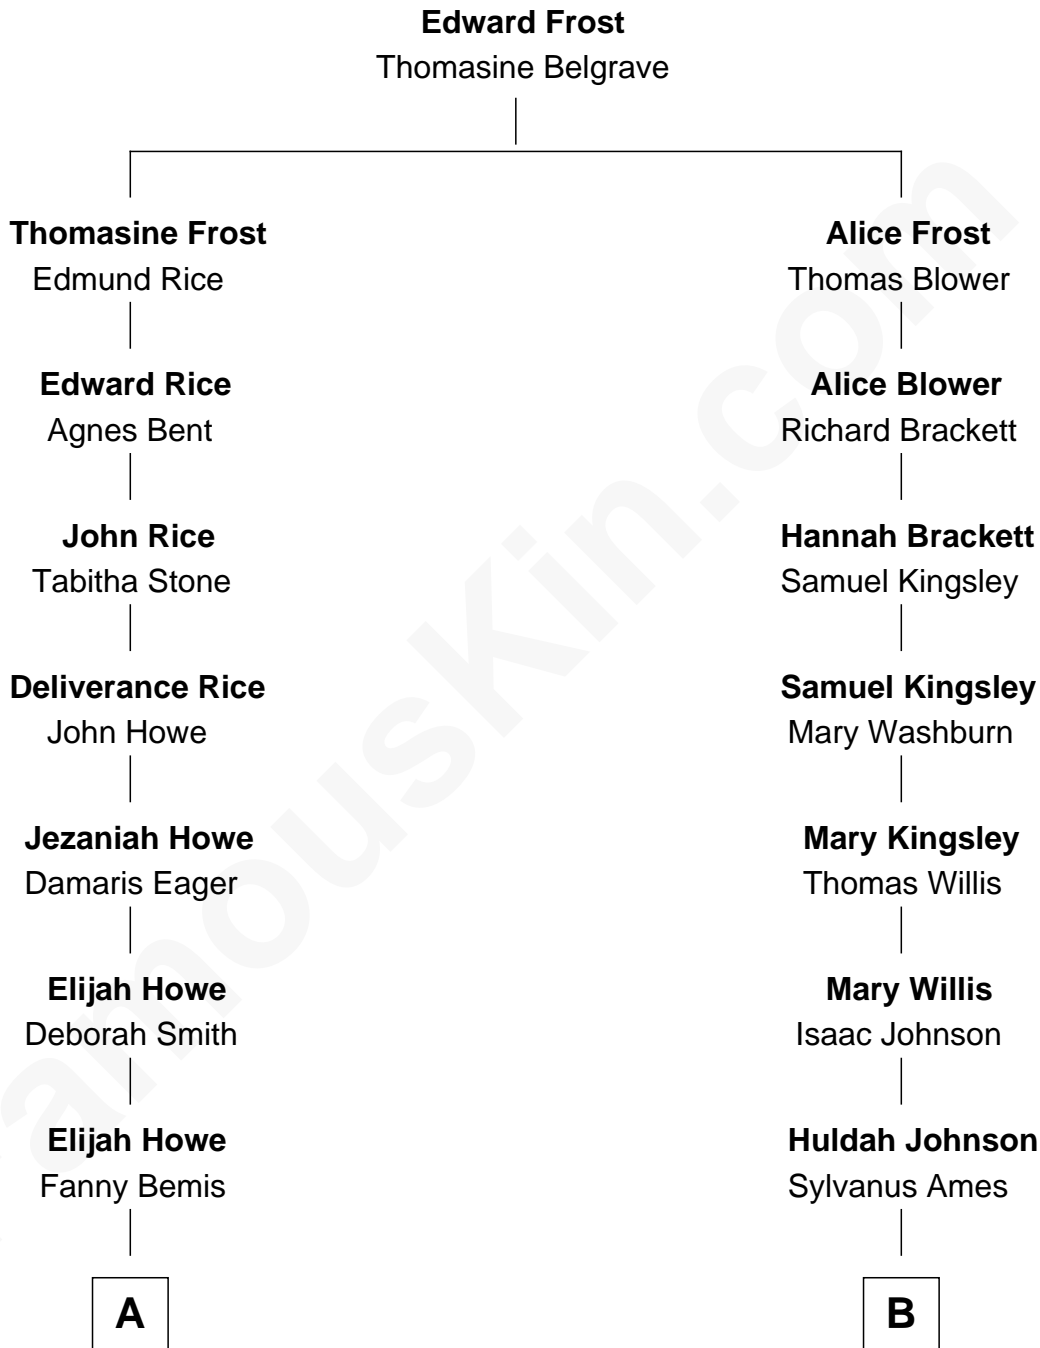 Edward Frost
Thomasine Belgrave
Thomasine Frost
Edmund Rice
Alice Frost
Thomas Blower
Edward Rice
Agnes Bent
Alice Blower
Richard Brackett
John Rice
Tabitha Stone
Hannah Brackett
Samuel Kingsley
Deliverance Rice
John Howe
Samuel Kingsley
Mary Washburn
Jezaniah Howe
Damaris Eager
Mary Kingsley
Thomas Willis
Elijah Howe
Deborah Smith
Mary Willis
Isaac Johnson
Elijah Howe
Fanny Bemis
Huldah Johnson
Sylvanus Ames
A
B
amouskin.com